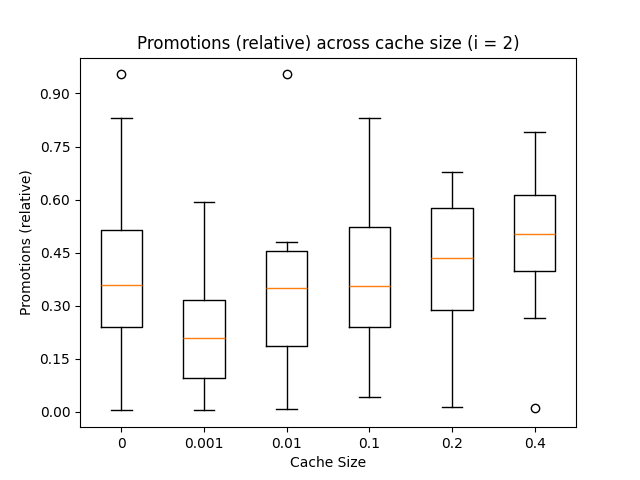 Promotions (relative) across cache size (i = 2)
Promotions (relative)
0.90
0.75
0.60
0.45
0.30
0.15
0.00
0 0.001 0.01 0.1 0.2 0.4
Cache Size